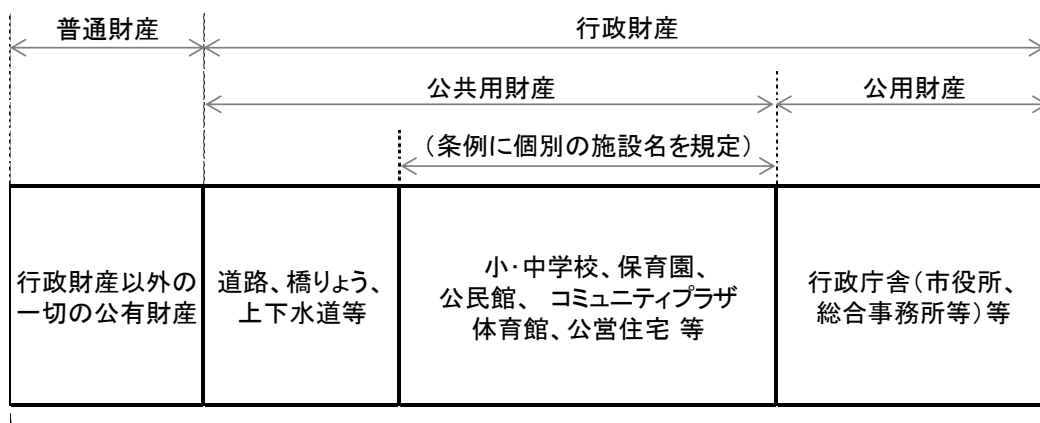 普通財産
行政財産
公共用財産
公用財産
（条例に個別の施設名を規定）
行政財産以外の
一切の公有財産
道路、橋りょう、
上下水道等
小・中学校、保育園、
公民館、 コミュニティプラザ
体育館、公営住宅 等
行政庁舎（市役所、
総合事務所等）等